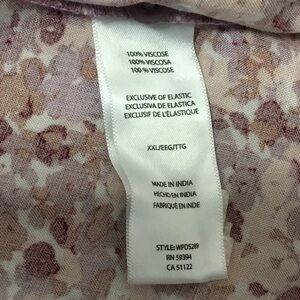 100% VISCOSE
100% VISCOSA
100 % VISCOSE
EXCLUSIVE OF ELASTIC
EXCLUSIVA DE ELASTICA
EXCLUSIF DE L'ÉLASTIQUE
XXL/EEG/TTG
MADE IN INDIA
HECHO EN INDIA
FABRIQUÉ EN INDE
STYLE: WPD5289
RN 59394
CA 51122